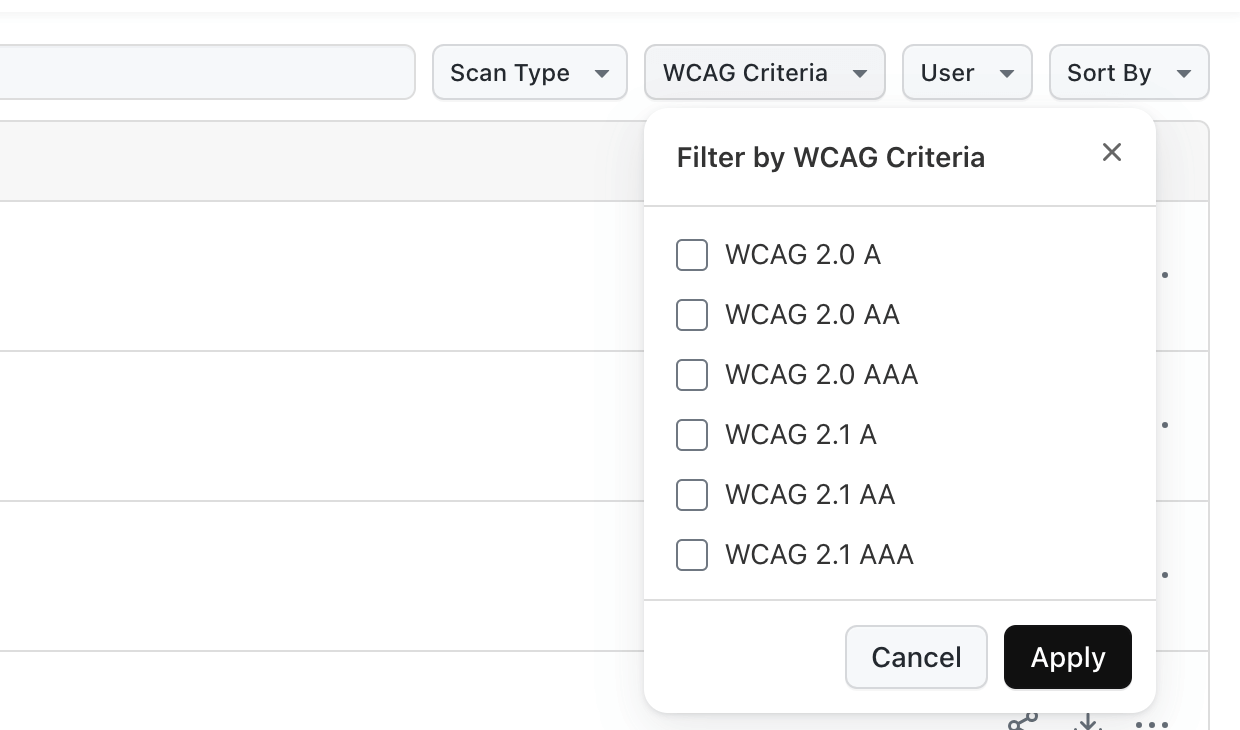 Scan Type
WCAG Criteria
User
Sort By
Filter by WCAG Criteria
WCAG 2.0 A
WCAG 2.0 AA
WCAG 2.0 AAA
WCAG 2.1 A
WCAG 2.1 AA
WCAG 2.1 AAA
Cancel
Apply